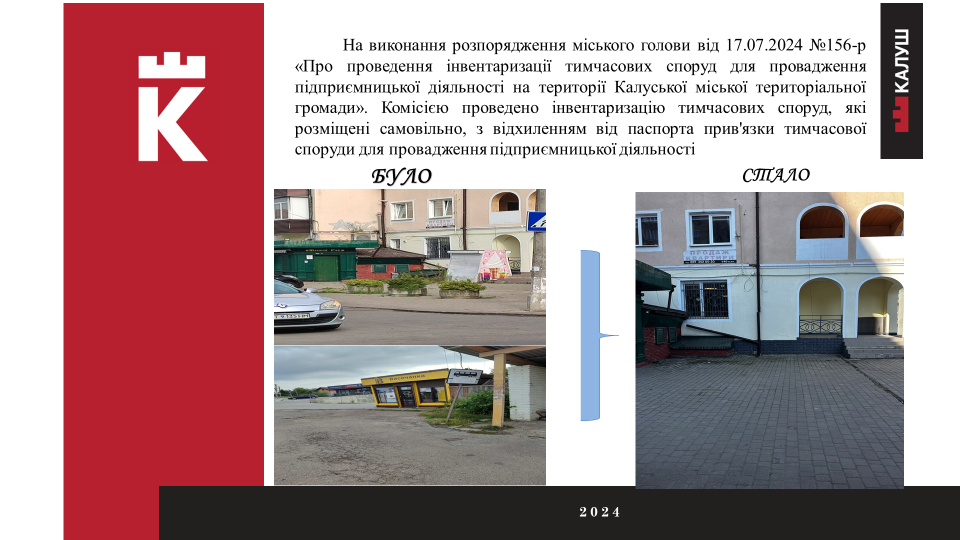 На виконання розпорядження міського голови від 17.07.2024 №156-р
«Про проведення інвентаризації тимчасових споруд для провадження
підприємницької діяльності на території Калуської міської територіальної
громади». Комісією проведено інвентаризацію тимчасових споруд, які
розміщені самовільно, з відхиленням від паспорта прив'язки тимчасової
споруди для провадження підприємницької діяльності
КАЛУШ
БУЛО
СТАЛО
ПРОДАЖ
КВАРТИРИ
2024